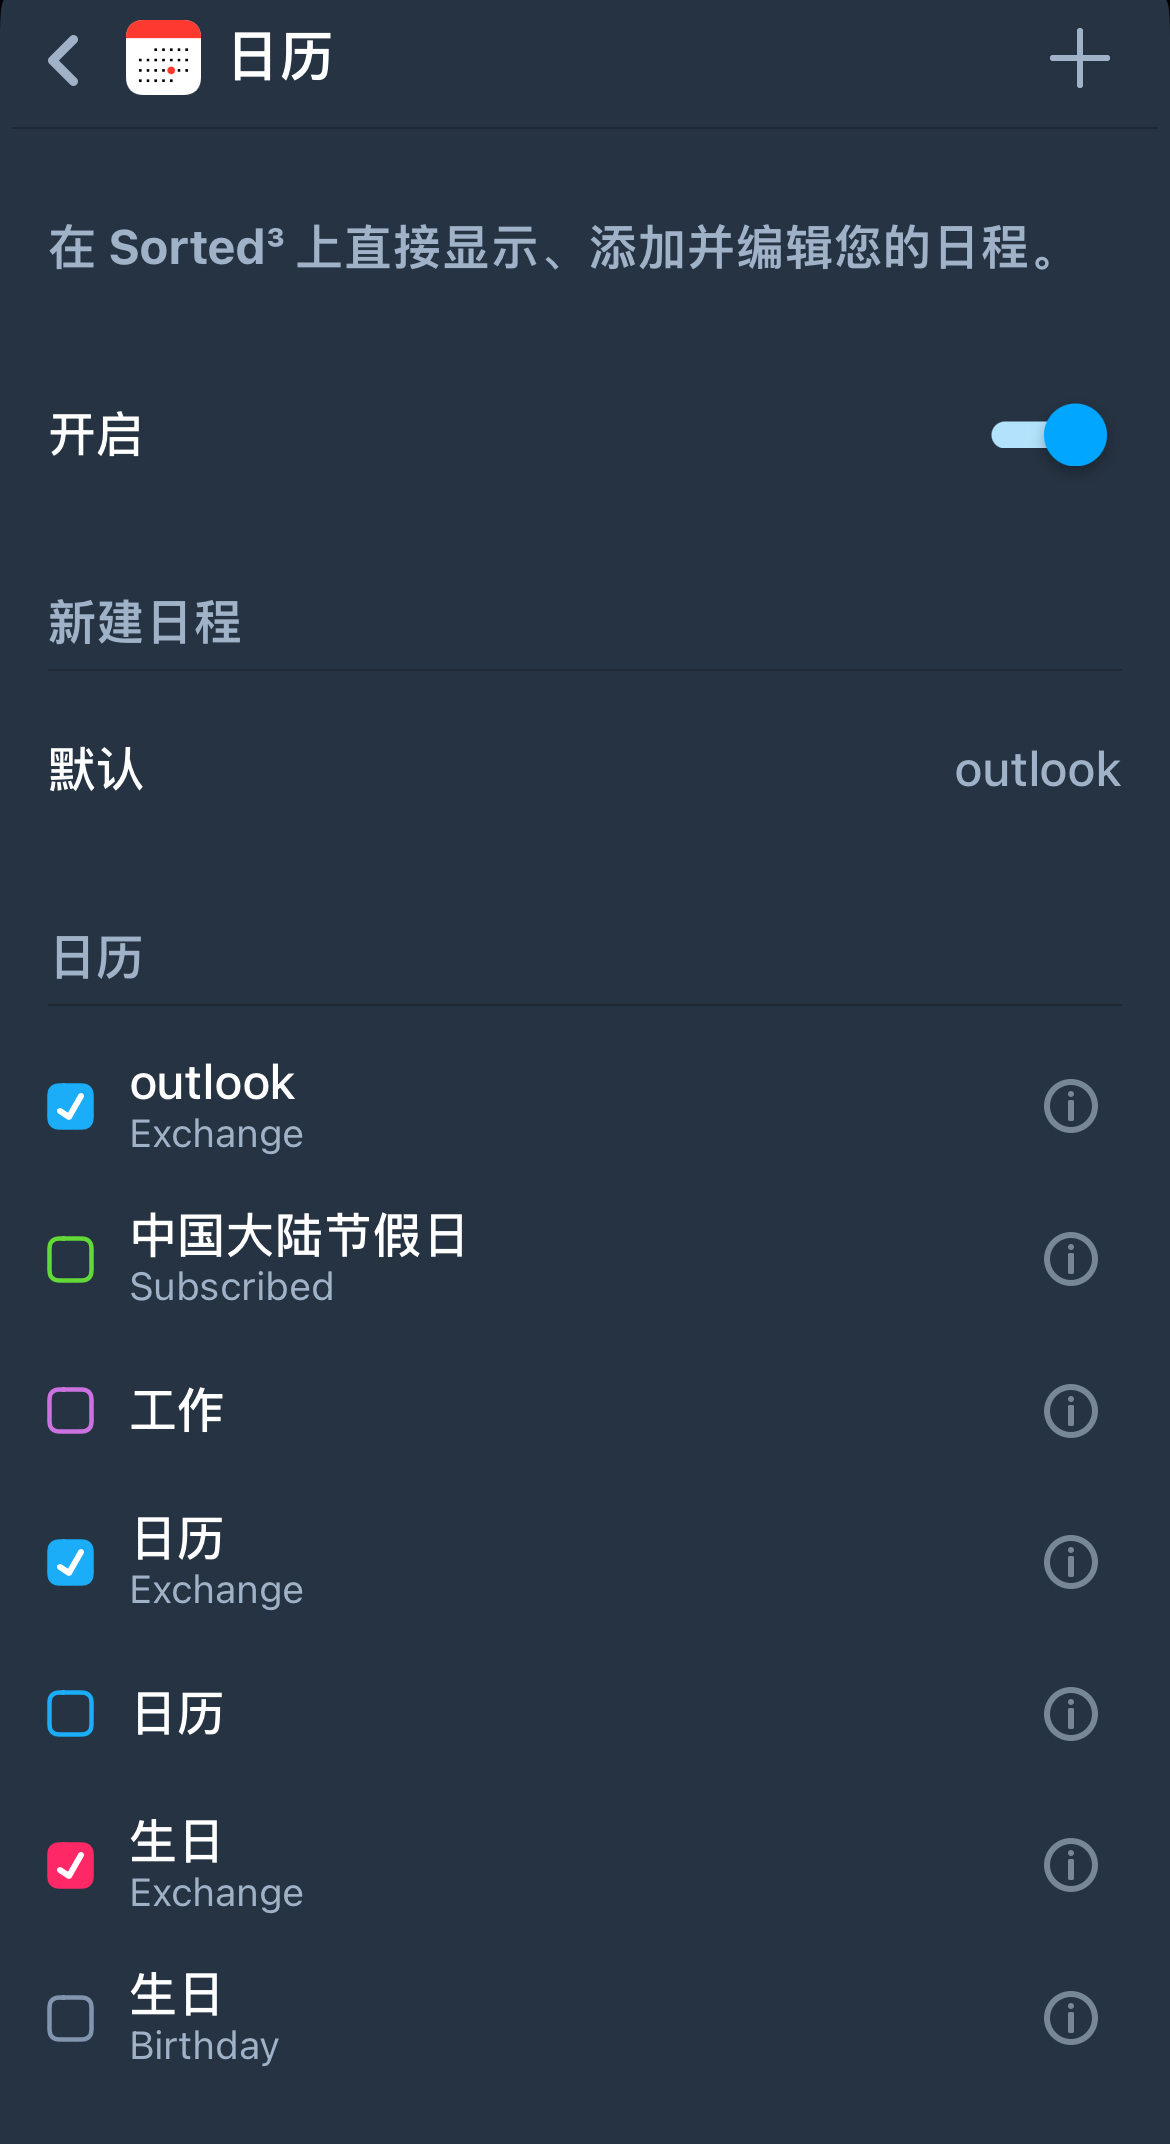 日历
在 Sorted³ 上直接显示、添加并编辑您的日程。
开启
新建日程
默认 outlook
日历
outlook
Exchange
中国大陆节假日
Subscribed
工作
日历
Exchange
日历
生日
Exchange
生日
Birthday